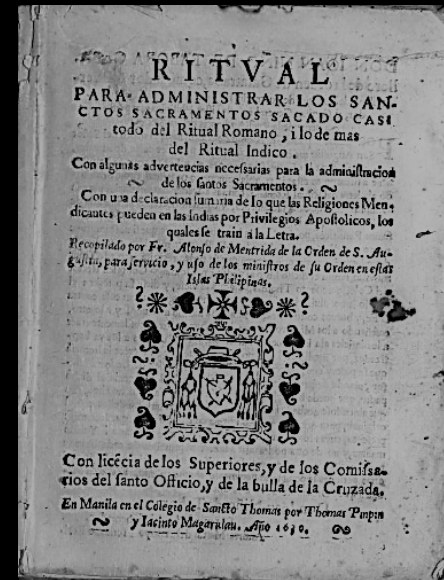 RITVAL
PARA ADMINISTRAR LOS SAN-
CTOS SACRAMENTOS SACADO CASI
todo del Ritual Romano, i lo de mas
del Ritual Indico.
Con algunas advertencias necessarias para la administracion
de los santos Sacramentos.
Con una declaracion sumaria de lo que las Religiones Men-
dicantes pueden en las Indias por Privilegios Apostolicos, los
quales se train a la Letra.
Recopilado por Fr. Alonso de Mentrida de la Orden de S. Au-
gustin, para servicio, y uso de los ministros de su Orden en estas
Islas Philipinas.
Con licẽcia de los Superiores, y de los Comissa-
rios del santo Officio, y de la bulla de la Cruzada.
En Manila en el Colegio de Sancto Thomas por Thomas Pinpin
y Iacinto Magarulau. Año 1630.